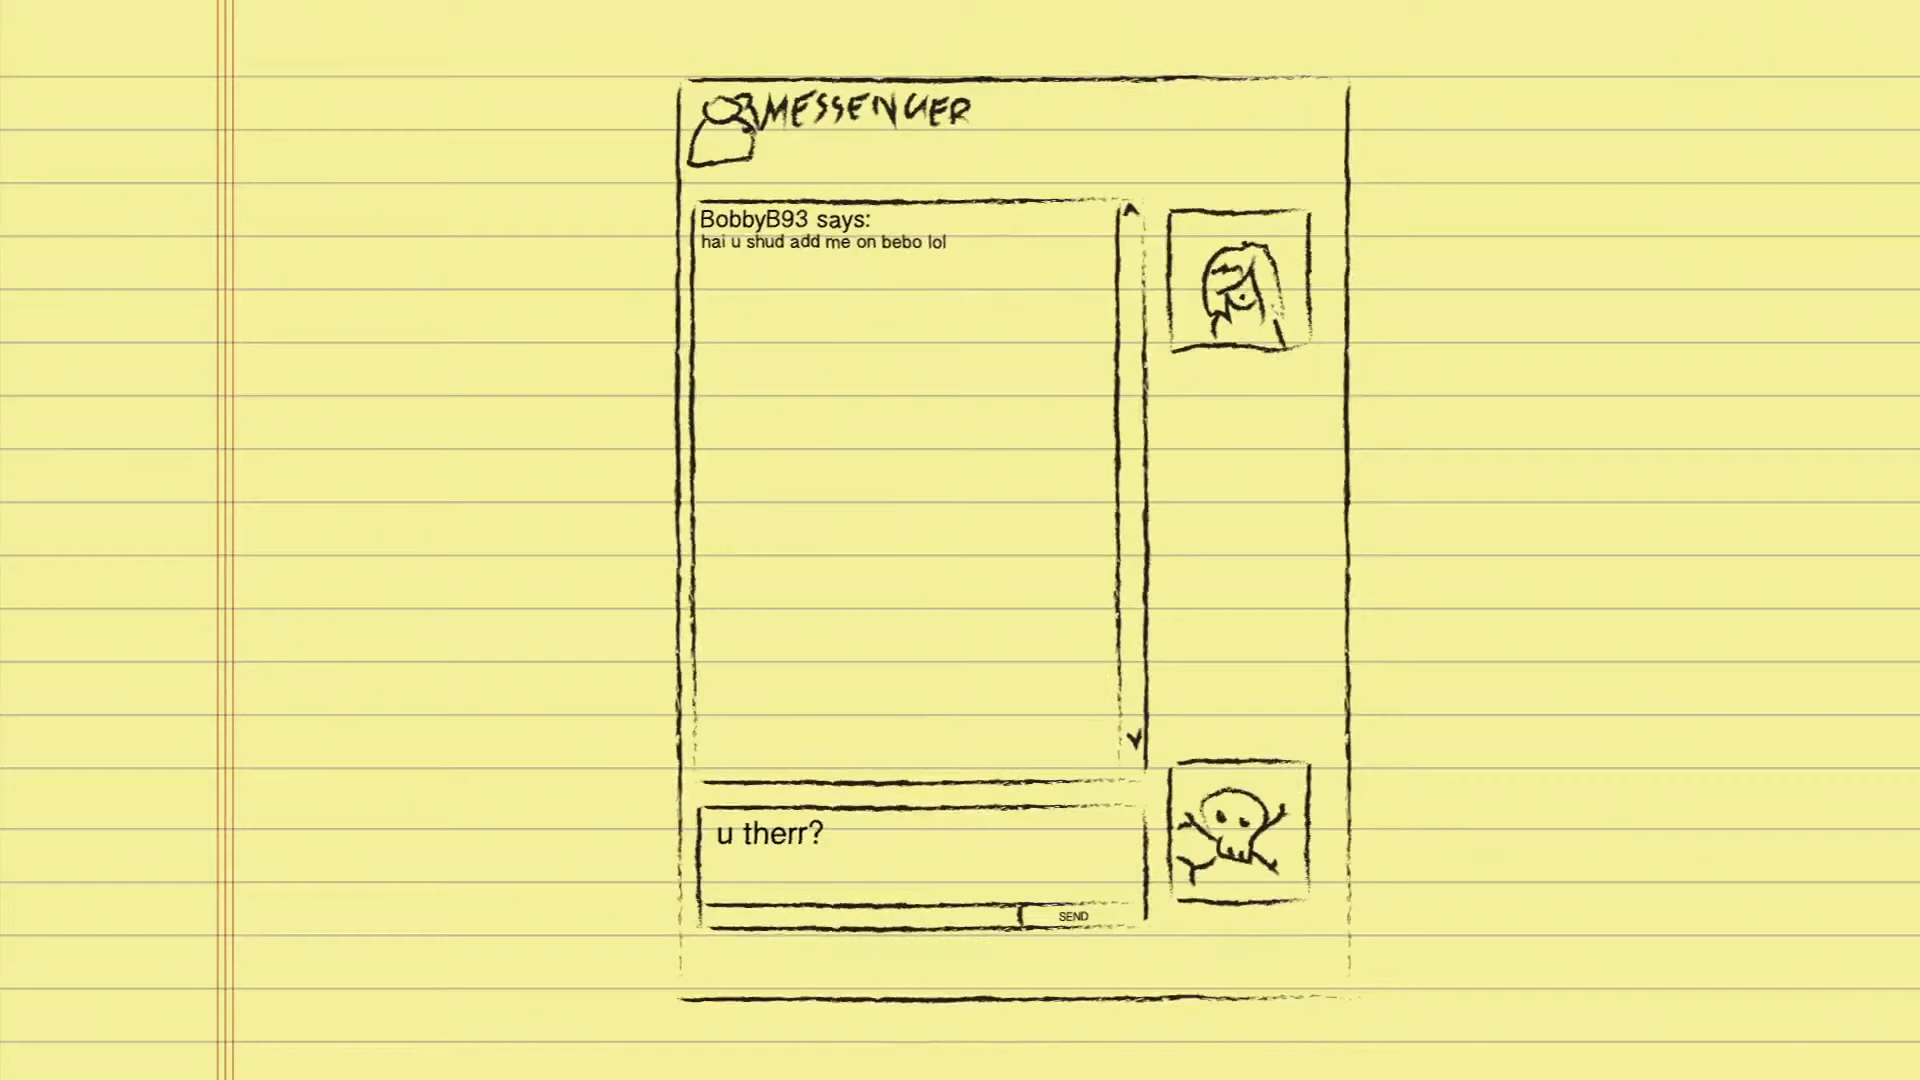 MESSENGER
BobbyB93 says:
hai u shud add me on bebo lol
u therr?
SEND